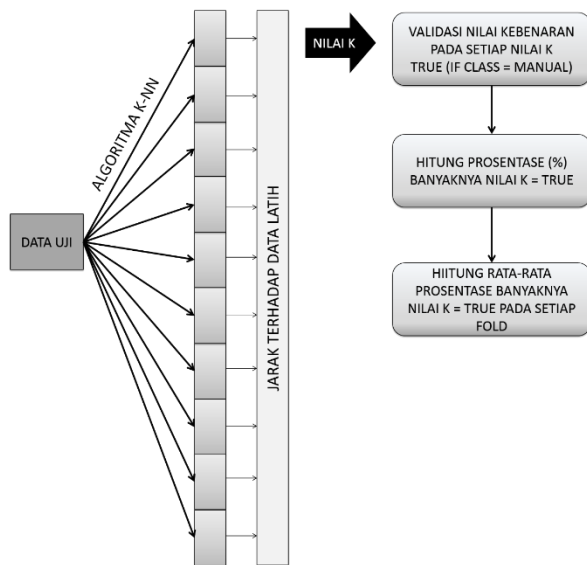 DATA UJI
ALGORITMA K-NN
JARAK TERHADAP DATA LATIH
NILAI K
VALIDASI NILAI KEBENARAN
PADA SETIAP NILAI K
TRUE (IF CLASS = MANUAL)
HITUNG PROSENTASE (%)
BANYAKNYA NILAI K = TRUE
HIITUNG RATA-RATA
PROSENTASE BANYAKNYA
NILAI K = TRUE PADA SETIAP
FOLD